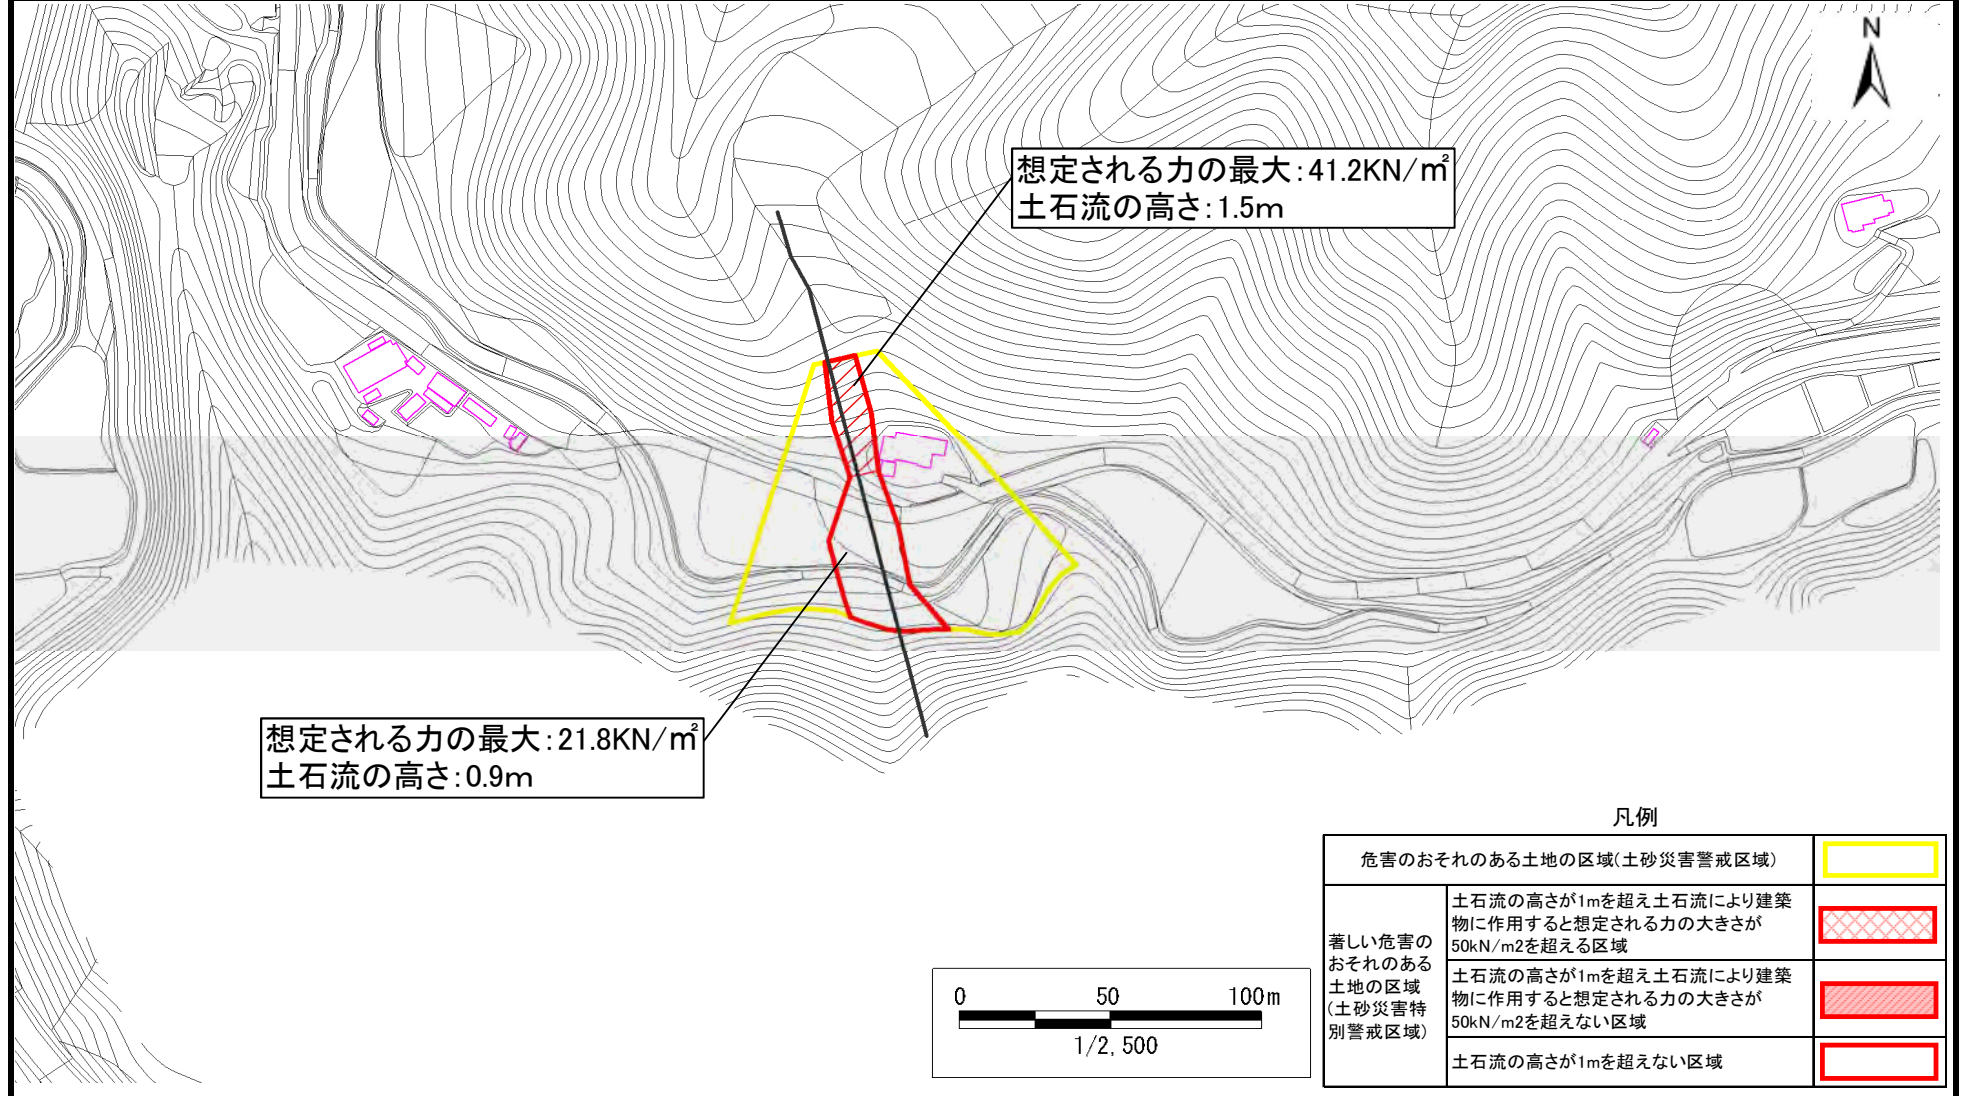 N
想定される力の最大:41.2KN/㎡
土石流の高さ:1.5m
想定される力の最大:21.8KN/㎡
土石流の高さ:0.9m
凡例
危害のおそれのある土地の区域(土砂災害警戒区域)
著しい危害の
おそれのある
土地の区域
(土砂災害特
別警戒区域)
土石流の高さが1mを超え土石流により建築
物に作用すると想定される力の大きさが
50kN/m2を超える区域
土石流の高さが1mを超え土石流により建築
物に作用すると想定される力の大きさが
50kN/m2を超えない区域
土石流の高さが1mを超えない区域
0 50 100m
1/2,500